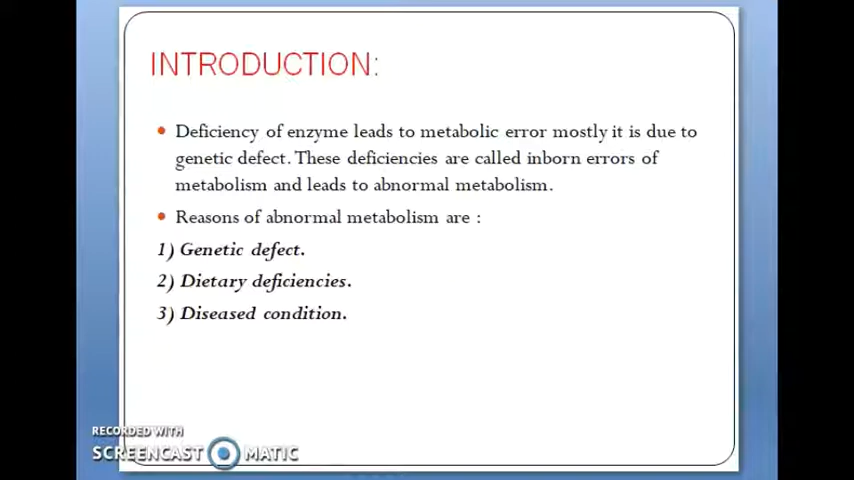 INTRODUCTION:
Deficiency of enzyme leads to metabolic error mostly it is due to
genetic defect. These deficiencies are called inborn errors of
metabolism and leads to abnormal metabolism.
Reasons of abnormal metabolism are :
1) Genetic defect.
2) Dietary deficiencies.
3) Diseased condition.
RECORDED WITH
SCREENCAST MATIC